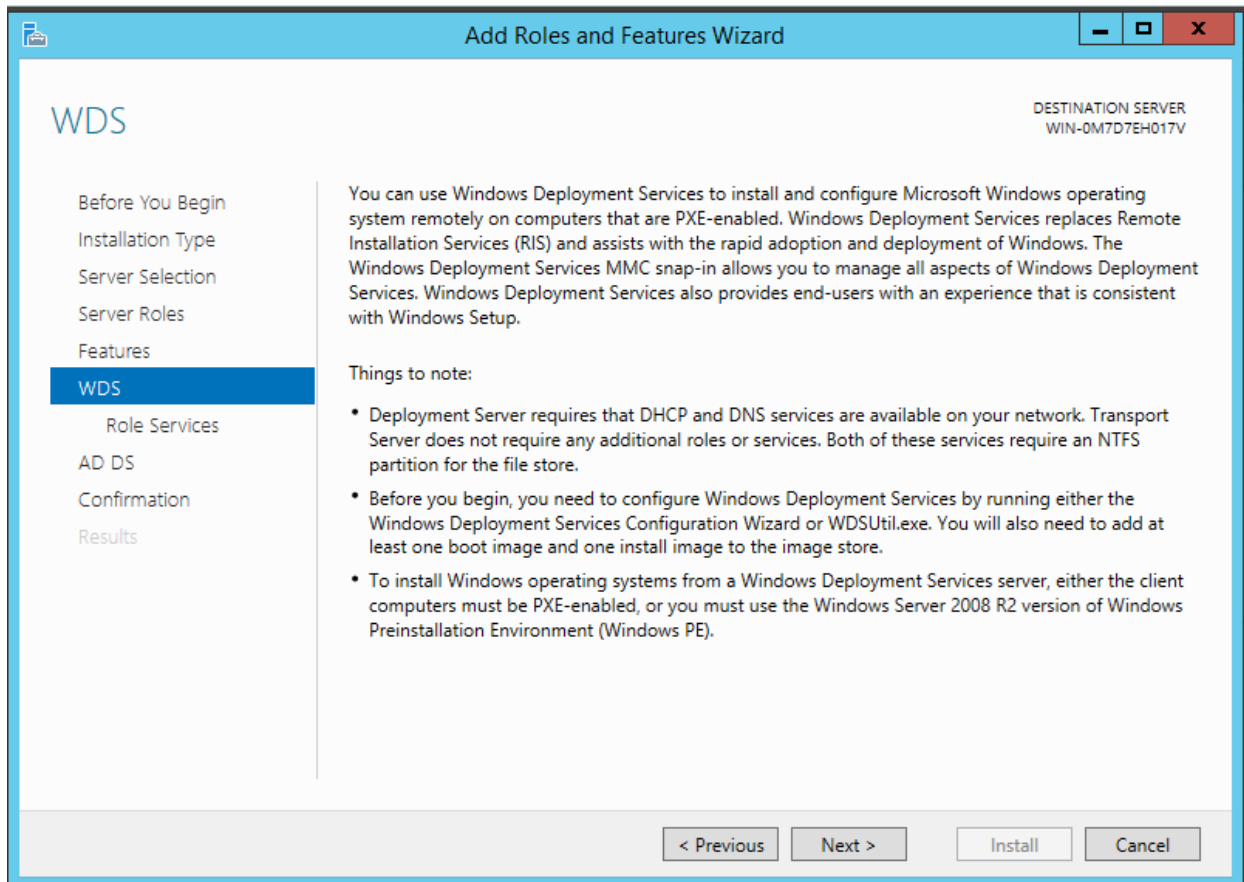 Add Roles and Features Wizard
WDS
DESTINATION SERVER
WIN-0M7D7EH017V
Before You Begin
Installation Type
Server Selection
Server Roles
Features
WDS
Role Services
AD DS
Confirmation
Results
You can use Windows Deployment Services to install and configure Microsoft Windows operating
system remotely on computers that are PXE-enabled. Windows Deployment Services replaces Remote
Installation Services (RIS) and assists with the rapid adoption and deployment of Windows. The
Windows Deployment Services MMC snap-in allows you to manage all aspects of Windows Deployment
Services. Windows Deployment Services also provides end-users with an experience that is consistent
with Windows Setup.
Things to note:
• Deployment Server requires that DHCP and DNS services are available on your network. Transport
Server does not require any additional roles or services. Both of these services require an NTFS
partition for the file store.
• Before you begin, you need to configure Windows Deployment Services by running either the
Windows Deployment Services Configuration Wizard or WDSUtil.exe. You will also need to add at
least one boot image and one install image to the image store.
• To install Windows operating systems from a Windows Deployment Services server, either the client
computers must be PXE-enabled, or you must use the Windows Server 2008 R2 version of Windows
Preinstallation Environment (Windows PE).
< Previous
Next >
Install
Cancel